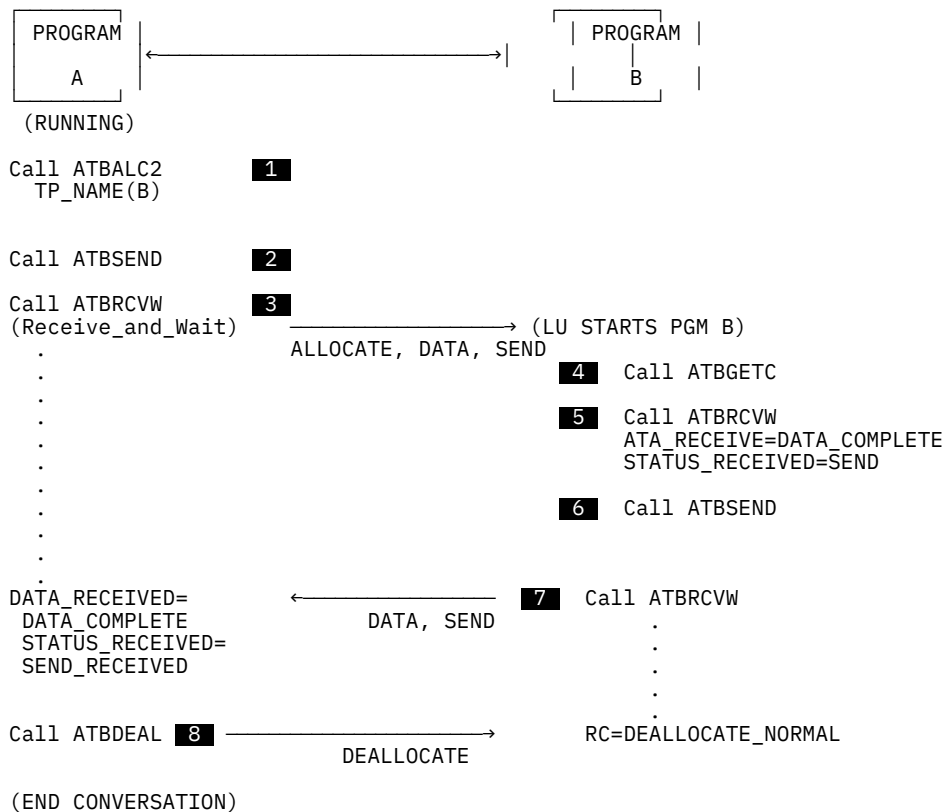 PROGRAM PROGRAM
A B
(RUNNING)
Call ATBALC2 1
TP_NAME(B)
Call ATBSEND 2
Call ATBRCVW 3
(Receive_and_Wait) (LU STARTS PGM B)
ALLOCATE, DATA, SEND
4 Call ATBGETC
5 Call ATBRCVW
ATA_RECEIVE=DATA_COMPLETE
STATUS_RECEIVED=SEND
6 Call ATBSEND
DATA_RECEIVED= 7 Call ATBRCVW
DATA_COMPLETE DATA, SEND
STATUS_RECEIVED=
SEND_RECEIVED
Call ATBDEAL 8 RC=DEALLOCATE_NORMAL
DEALLOCATE
(END CONVERSATION)